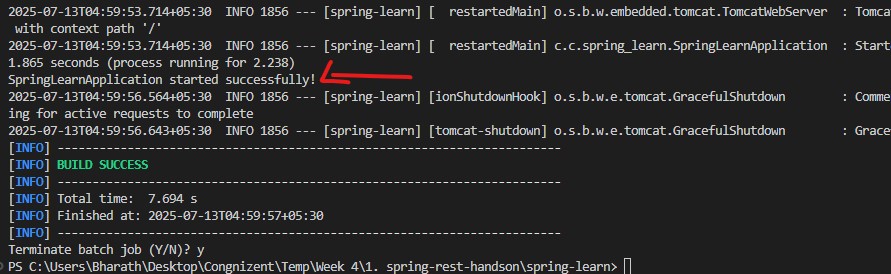 2025-07-13T04:59:53.714+05:30  INFO 1856 --- [spring-learn] [  restartedMain] o.s.b.w.embedded.tomcat.TomcatWebServer  : Tomca
 with context path '/'
2025-07-13T04:59:53.714+05:30  INFO 1856 --- [spring-learn] [  restartedMain] c.c.spring_learn.SpringLearnApplication  : Start
1.865 seconds (process running for 2.238)
SpringLearnApplication started successfully!
2025-07-13T04:59:56.564+05:30  INFO 1856 --- [spring-learn] [ionShutdownHook] o.s.b.w.e.tomcat.GracefulShutdown        : Comme
ing for active requests to complete
2025-07-13T04:59:56.643+05:30  INFO 1856 --- [spring-learn] [tomcat-shutdown] o.s.b.w.e.tomcat.GracefulShutdown        : Grace
[INFO] ------------------------------------------------------------------------
[INFO] BUILD SUCCESS
[INFO] ------------------------------------------------------------------------
[INFO] Total time:  7.694 s
[INFO] Finished at: 2025-07-13T04:59:57+05:30
[INFO] ------------------------------------------------------------------------
Terminate batch job (Y/N)? y
PS C:\Users\Bharath\Desktop\Congnizent\Temp\Week 4\1. spring-rest-handson\spring-learn>